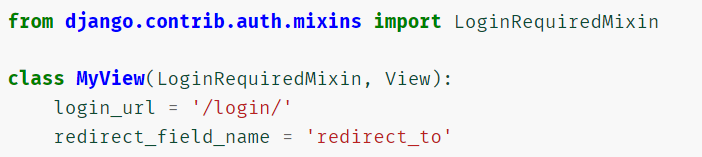 from django.contrib.auth.mixins import LoginRequiredMixin
class MyView(LoginRequiredMixin, View):
    login_url = '/login/'
    redirect_field_name = 'redirect_to'